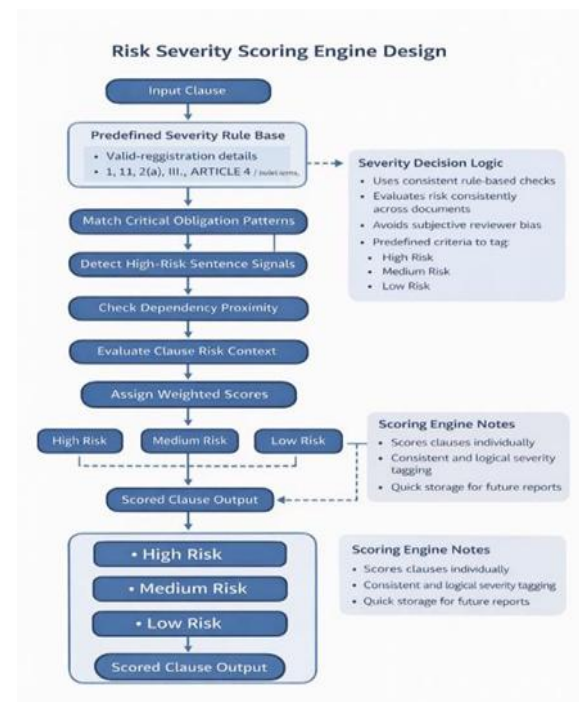 Risk Severity Scoring Engine Design
Input Clause
Predefined Severity Rule Base
• Valid-reggistration details
• 1, 11, 2(a), III., ARTICLE 4 /
Severity Decision Logic
• Uses consistent rule-based checks
• Evaluates risk consistently
across documents
• Avoids subjective reviewer bias
• Predefined criteria to tag:
• High Risk
• Medium Risk
• Low Risk
Match Critical Obligation Patterns
Detect High-Risk Sentence Signals
Check Dependency Proximity
Evaluate Clause Risk Context
Assign Weighted Scores
High Risk
Medium Risk
Low Risk
Scoring Engine Notes
• Scores clauses individually
• Consistent and logical severity
tagging
• Quick storage for future reports
Scored Clause Output
• High Risk
• Medium Risk
• Low Risk
Scored Clause Output
Scoring Engine Notes
• Scores clauses individually
• Consistent and logical severity tagging
• Quick storage for future reports